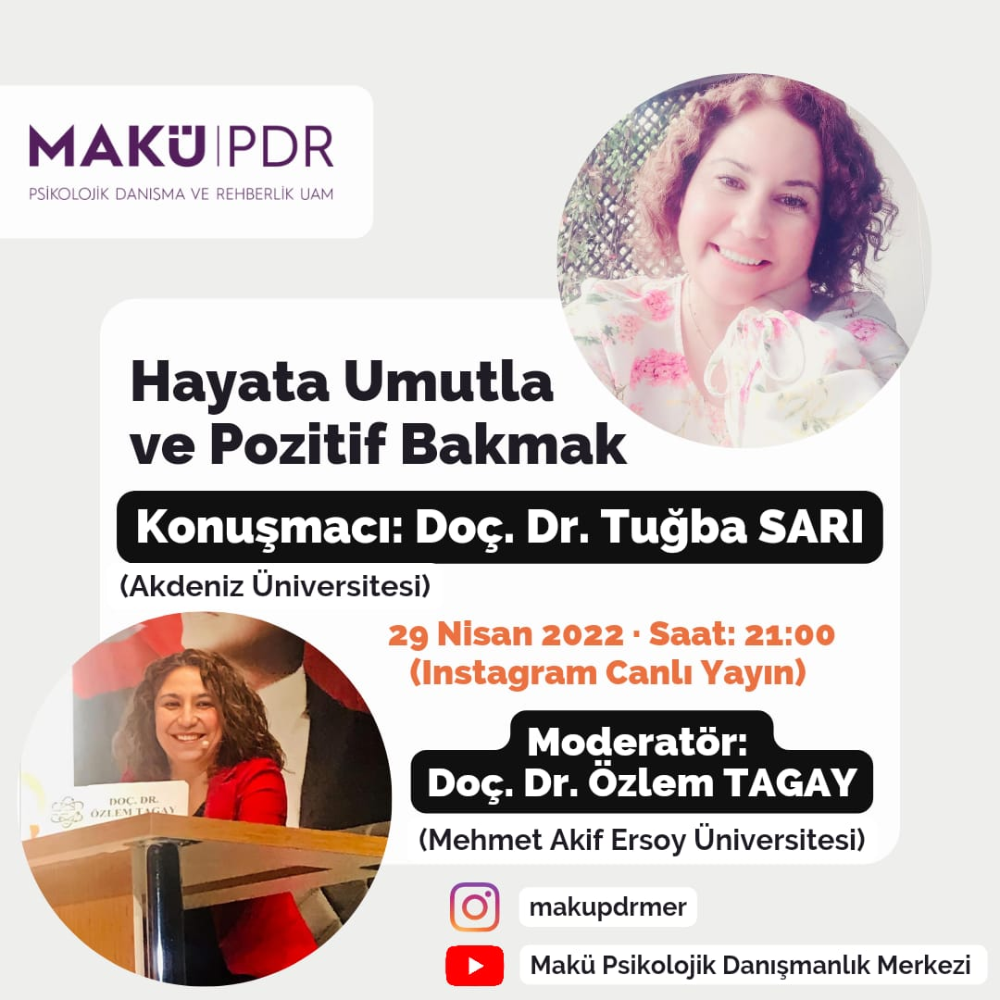 MAKÜ|PDR
PSİKOLOJİK DANIŞMA VE REHBERLİK UAM
Hayata Umutla
ve Pozitif Bakmak
Konuşmacı: Doç. Dr. Tuğba SARI
(Akdeniz Üniversitesi)
29 Nisan 2022 · Saat: 21:00
(Instagram Canlı Yayın)
Moderatör:
Doç. Dr. Özlem TAGAY
(Mehmet Akif Ersoy Üniversitesi)
DOÇ. DR.
ÖZLEM TAGAY
makupdrmer
Makü Psikolojik Danışmanlık Merkezi